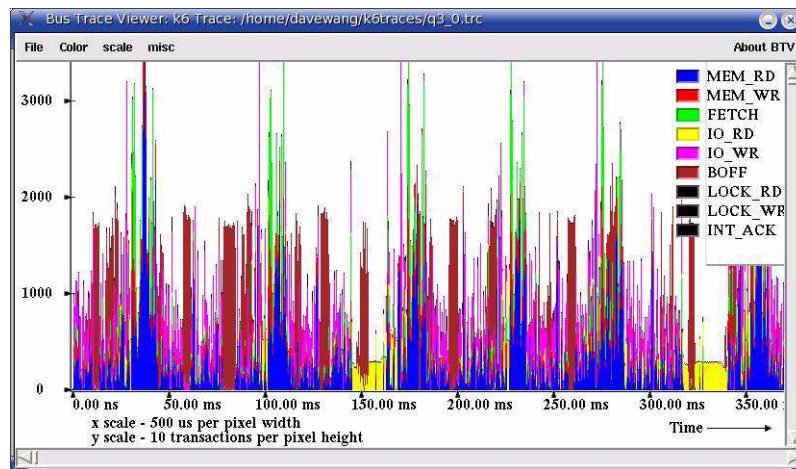 Bus Trace Viewer: k6 Trace: /home/davewang/k6traces/q3_0.trc
File Color scale misc About BTV
MEM_RD
MEM_WR
FETCH
IO_RD
IO_WR
BOFF
LOCK_RD
LOCK_WR
INT_ACK
3000
2000
1000
0
0.00 ms 50.00 ms 100.00 ms 150.00 ms 200.00 ms 250.00 ms 300.00 ms 350.0
x scale - 500 us per pixel width
y scale - 10 transactions per pixel height
Time